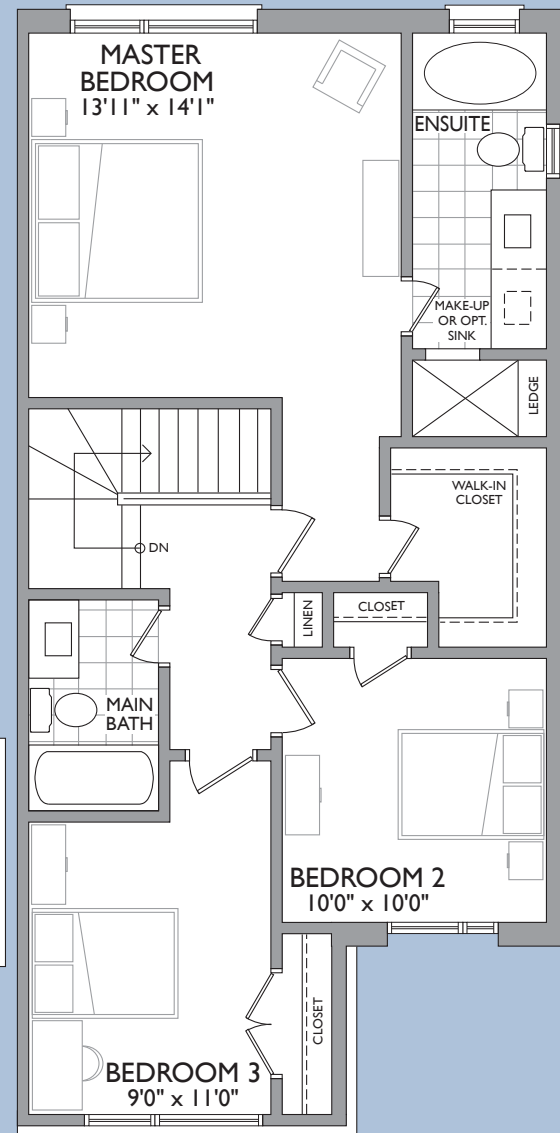 MASTER
BEDROOM
13'11" x 14'1"
ENSUITE
MAKE-UP
OR OPT.
SINK
LEDGE
WALK-IN
CLOSET
DN
LINEN
CLOSET
MAIN
BATH
BEDROOM 2
10'0" x 10'0"
CLOSET
BEDROOM 3
9'0" x 11'0"